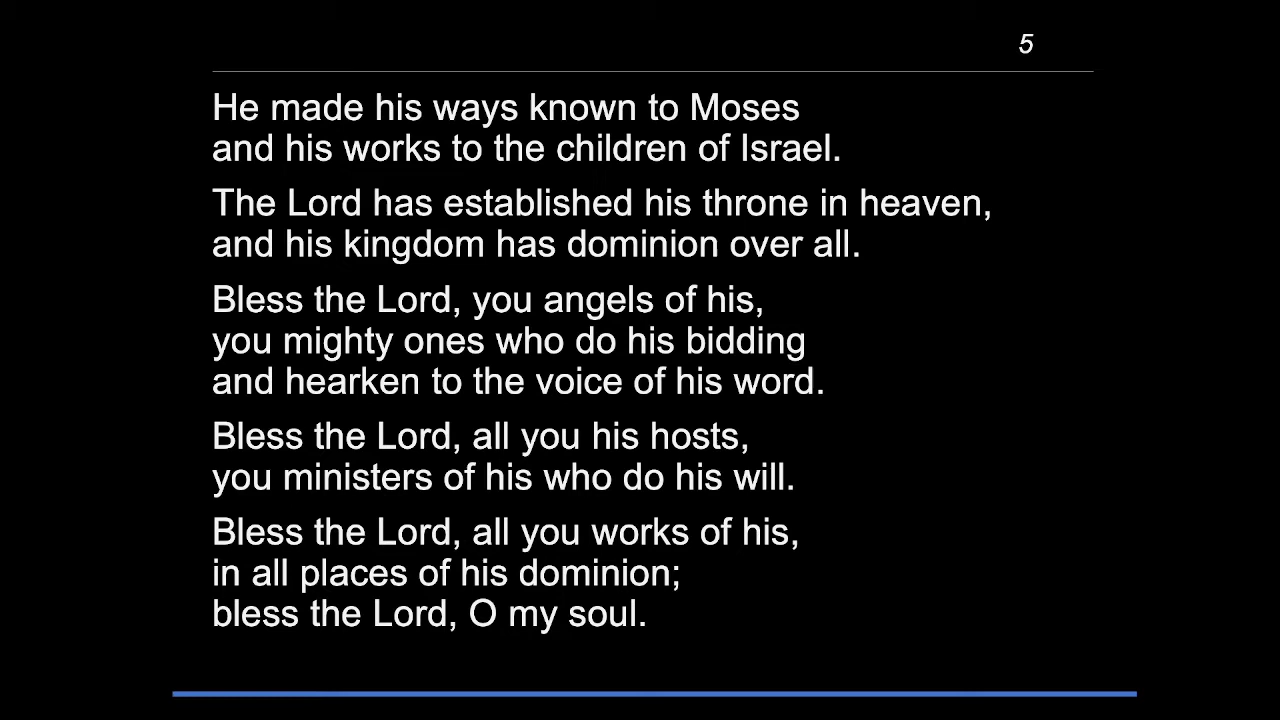 5
He made his ways known to Moses
and his works to the children of Israel.
The Lord has established his throne in heaven,
and his kingdom has dominion over all.
Bless the Lord, you angels of his,
you mighty ones who do his bidding
and hearken to the voice of his word.
Bless the Lord, all you his hosts,
you ministers of his who do his will.
Bless the Lord, all you works of his,
in all places of his dominion;
bless the Lord, O my soul.